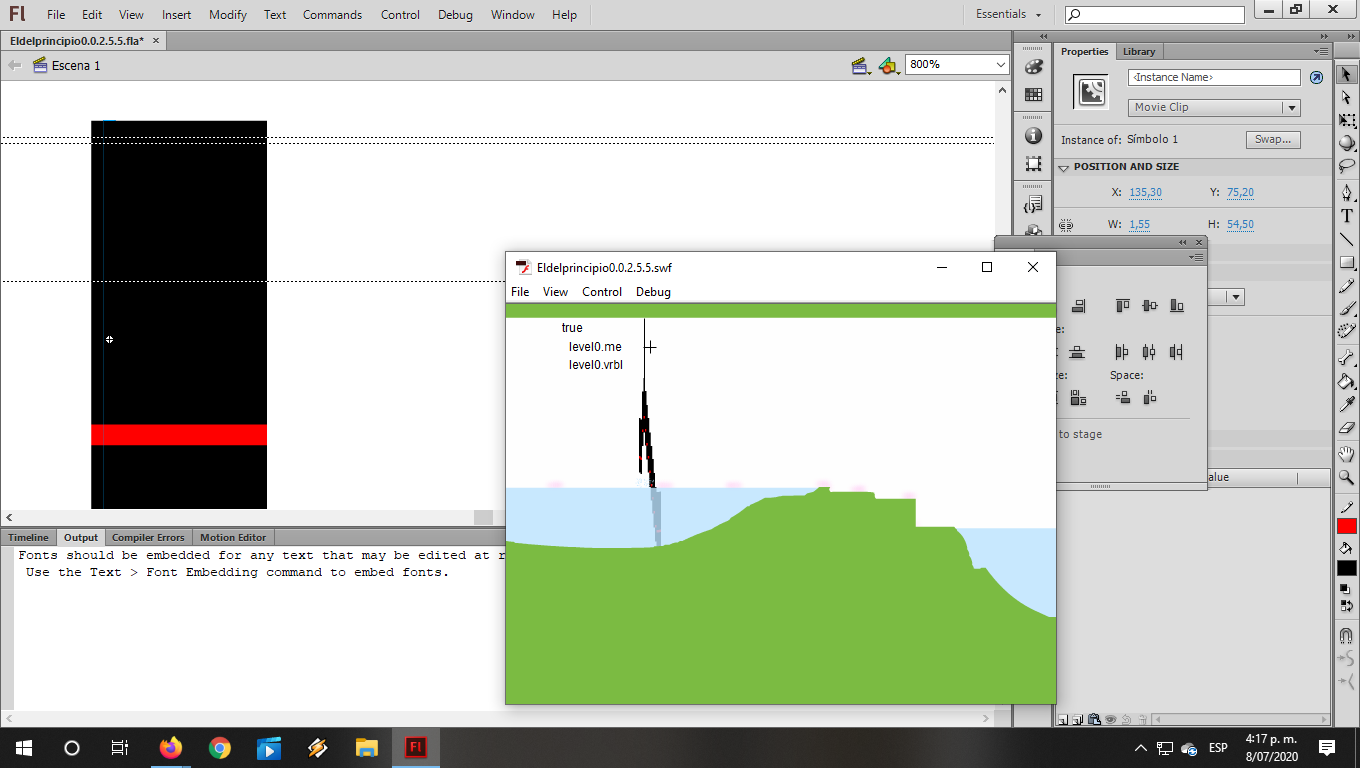 Fl File Edit View Insert Modify Text Commands Control Debug Window Help Essentials
Eldelprincipio0.0.2.5.5.fla* ×
Properties Library
Escena 1 800%
<Instance Name>
Movie Clip
Instance of: Símbolo 1 Swap...
POSITION AND SIZE
X: 135,30 Y: 75,20
W: 1,55 H: 54,50
Eldelprincipio0.0.2.5.5.swf
File View Control Debug
true
level0.me
level0.vrbl
e:
ze: Space:
to stage
alue
Timeline Output Compiler Errors Motion Editor
Fonts should be embedded for any text that may be edited at r
Use the Text > Font Embedding command to embed fonts.
Fl ESP 4:17 p. m.
8/07/2020